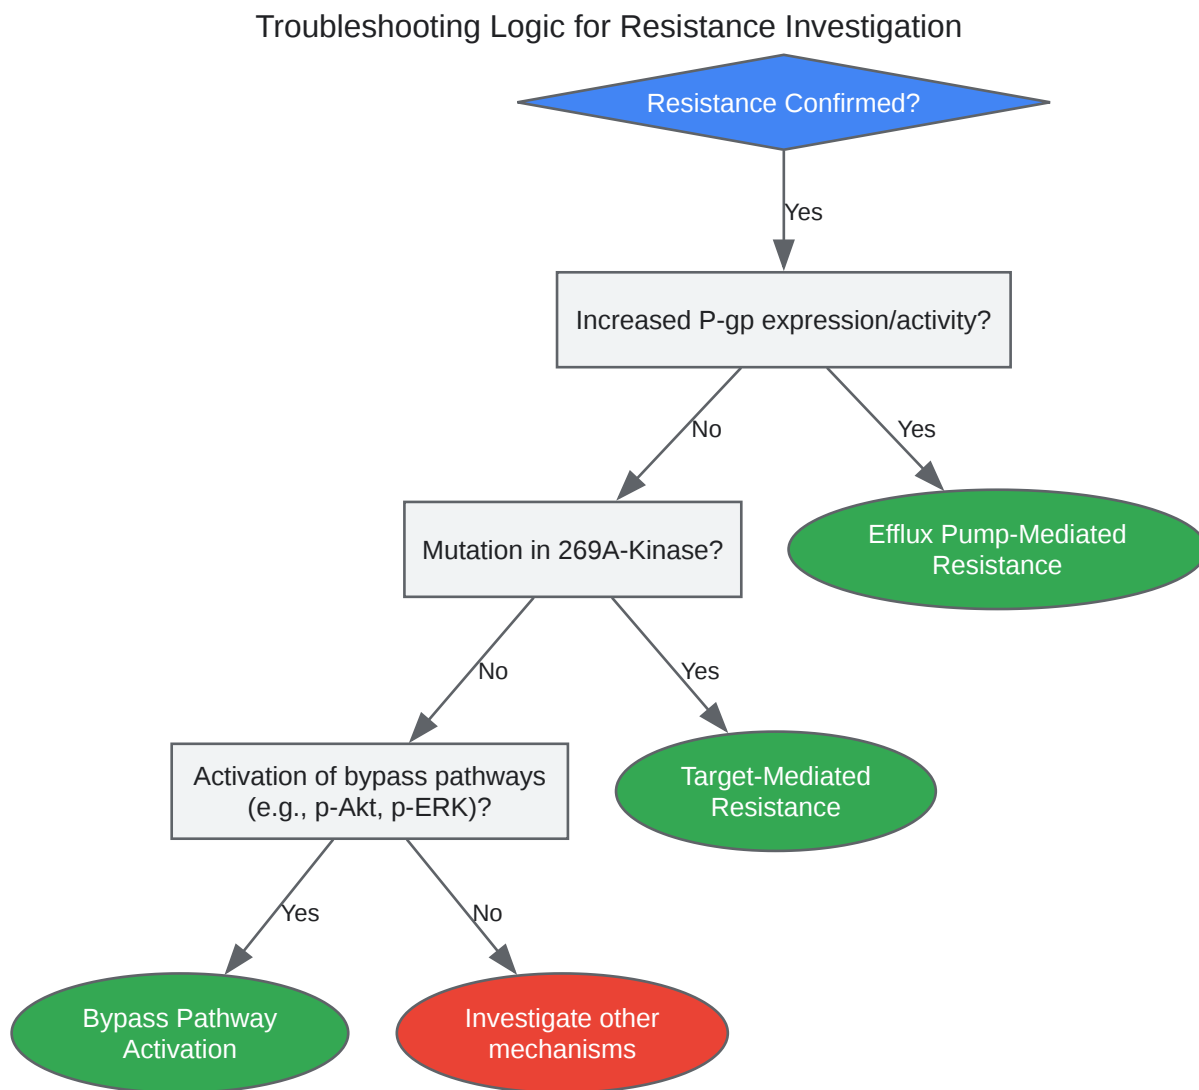 Troubleshooting Logic for Resistance Investigation
Resistance Confirmed?
Yes
Increased P-gp expression/activity?
No
Yes
Mutation in 269A-Kinase?
Efflux Pump-Mediated
Resistance
No
Yes
Activation of bypass pathways
(e.g., p-Akt, p-ERK)?
Target-Mediated
Resistance
Yes
No
Bypass Pathway
Activation
Investigate other
mechanisms